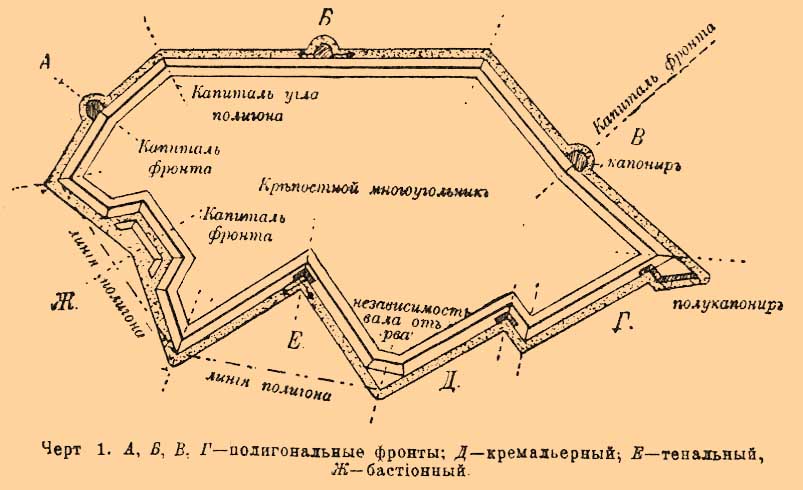 Б
А
Капиталь фронта
Капиталь угла
полигона
В
Капиталь
фронта
капониръ
Крѣпостной многоугольникъ
Капиталь
фронта
линія полигона
Ж.
независимость
вала отъ
рва
полукапониръ
Е
Г.
линія полигона
Д.
Черт 1. А, Б, В, Г—полигональные фронты; Д—кремальерный; Е—тенальный,
Ж—бастіонный.